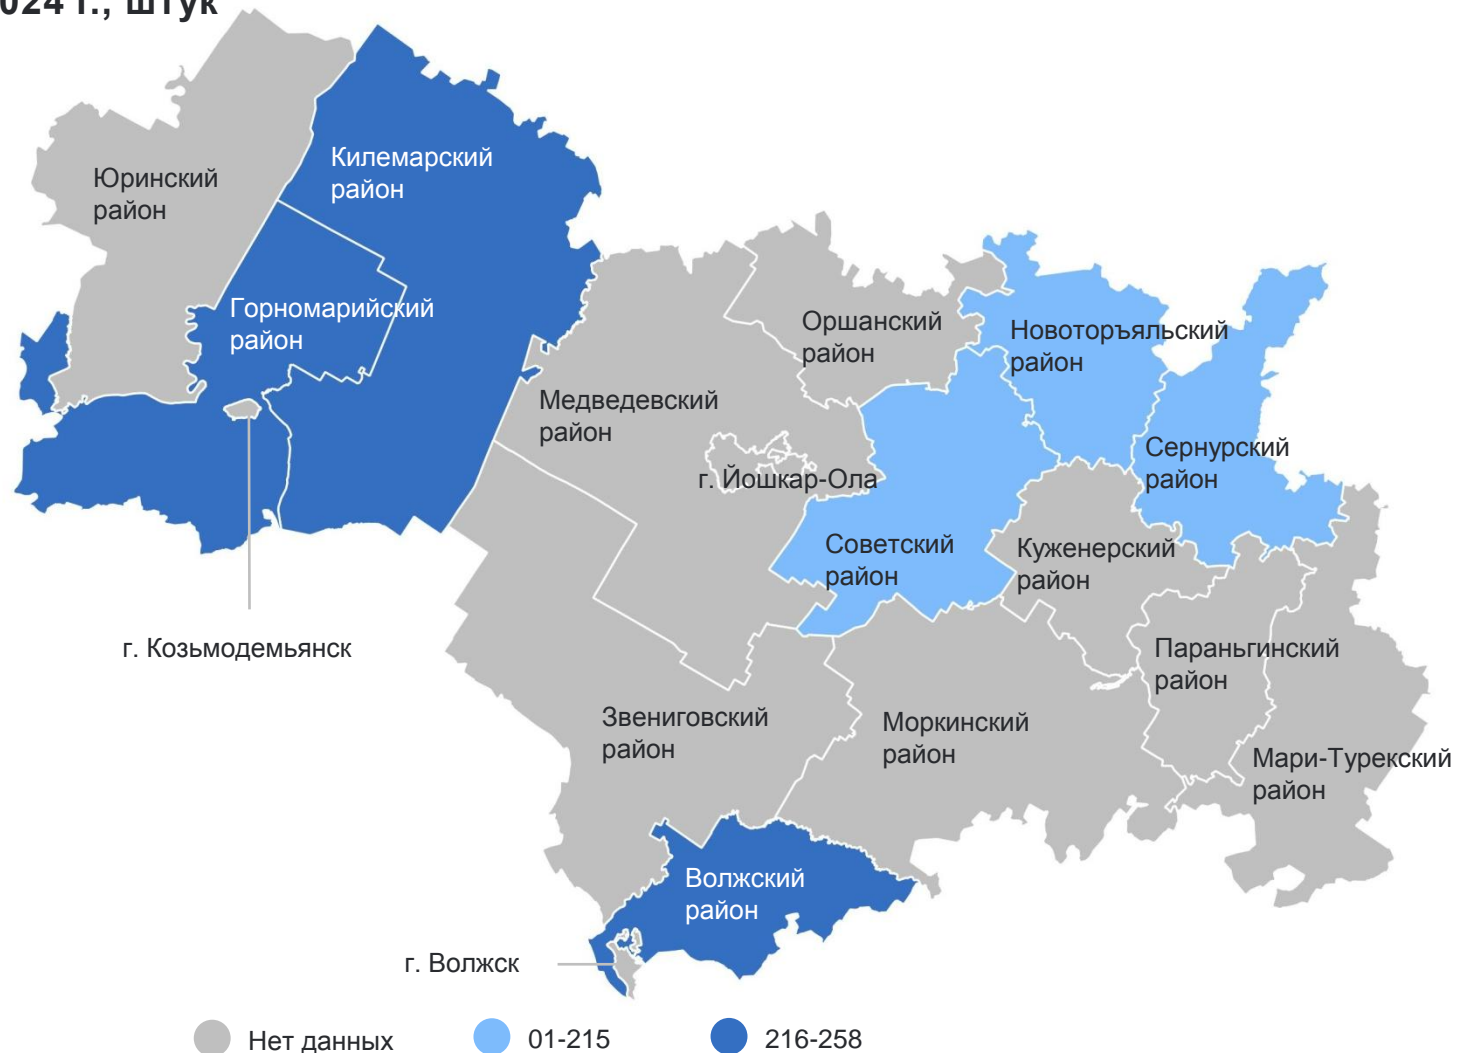 024 г., штук
Юринский
район
Килемарский
район
Горномарийский
район
Оршанский
район
Новоторъяльский
район
Медведевский
район
Сернурский
район
г. Йошкар-Ола
Советский
район
Куженерский
район
г. Козьмодемьянск
Параньгинский
район
Звениговский
район
Моркинский
район
Мари-Турекский
район
Волжский
район
г. Волжск
Нет данных
01-215
216-258